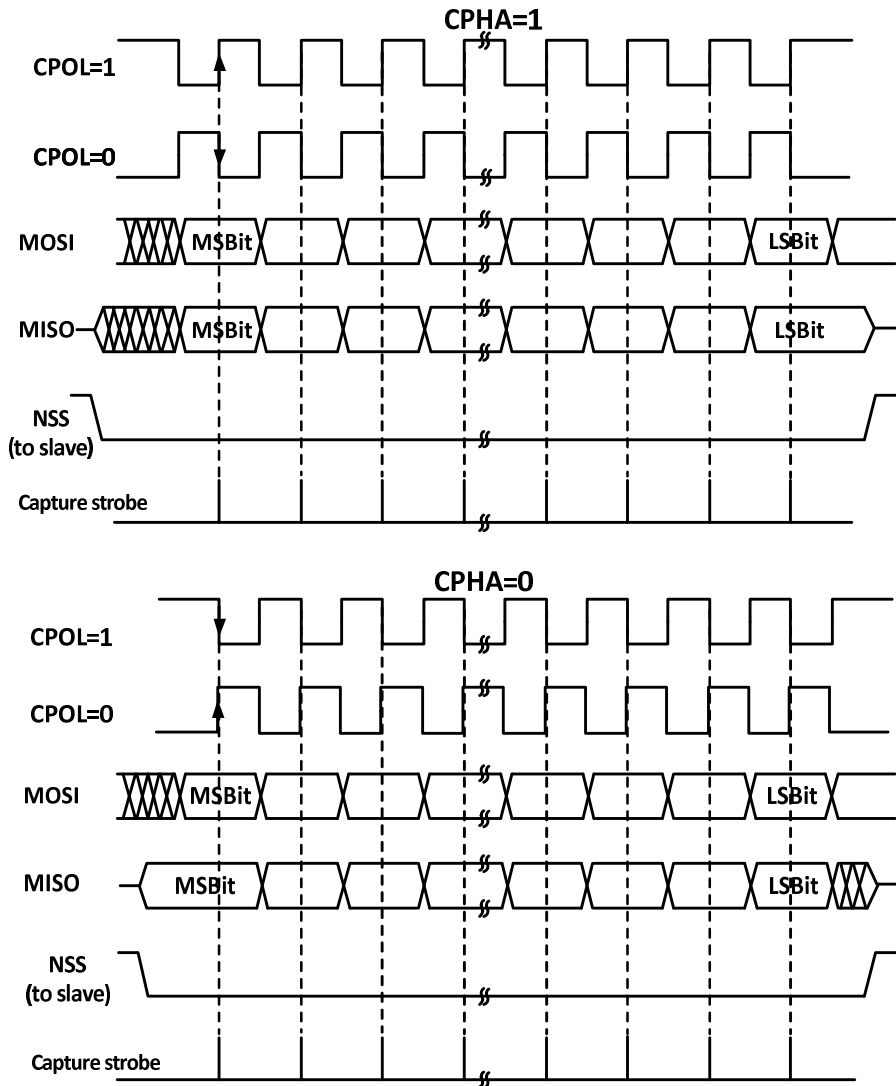 CPHA=1
CPOL=1
CPOL=0
MOSI
MSBit
LSBit
MISO
MSBit
LSBit
NSS
(to slave)
Capture strobe
CPHA=0
CPOL=1
CPOL=0
MOSI
MSBit
LSBit
MISO
MSBit
LSBit
NSS
(to slave)
Capture strobe